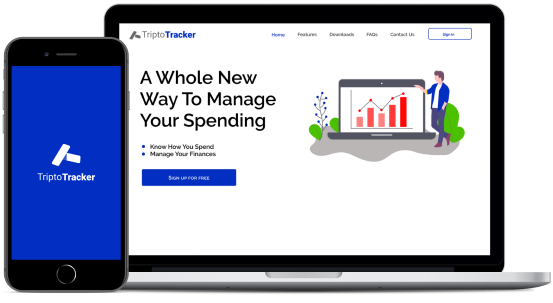 TriptoTracker
Home Features Downloads FAQs Contact Us Sign In
A Whole New
Way To Manage
Your Spending
Know How You Spend
Manage Your Finances
SIGN UP FOR FREE
TriptoTracker